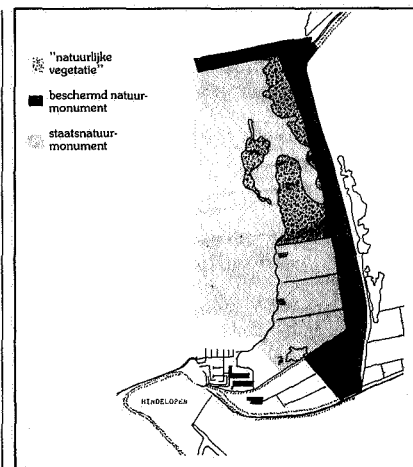 "natuurlijke
vegetatie"
beschermd natuur-
monument
staatsnatuur-
monument
HINDELOPEN